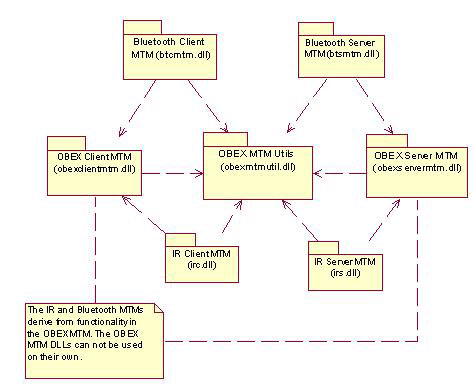 Bluetooth Client
MTM (btcmtm.dll)
Bluetooth Server
MTM (btsmtm.dll)
OBEX Client MTM
(obexclientmtm.dll)
OBEX MTM Utils
(obexmtmutil.dll)
OBEX Server MTM
(obexservermtm.dll)
IR Client MTM
(irc.dll)
IR Server MTM
(irs.dll)
The IR and Bluetooth MTMs
derive from functionality in
the OBEX MTM. The OBEX
MTM DLLs can not be used
on their own.